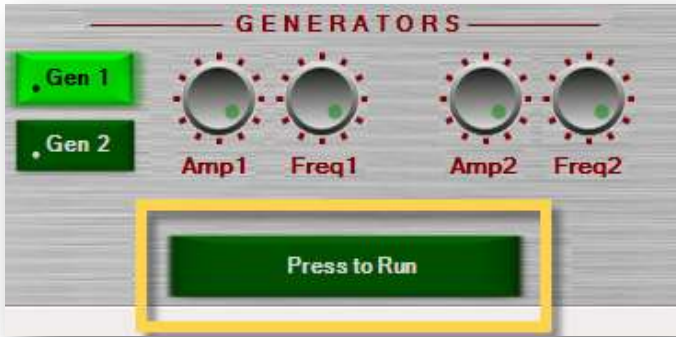 GENERATORS
Gen 1
Gen 2
Amp1 Freq1 Amp2 Freq2
Press to Run